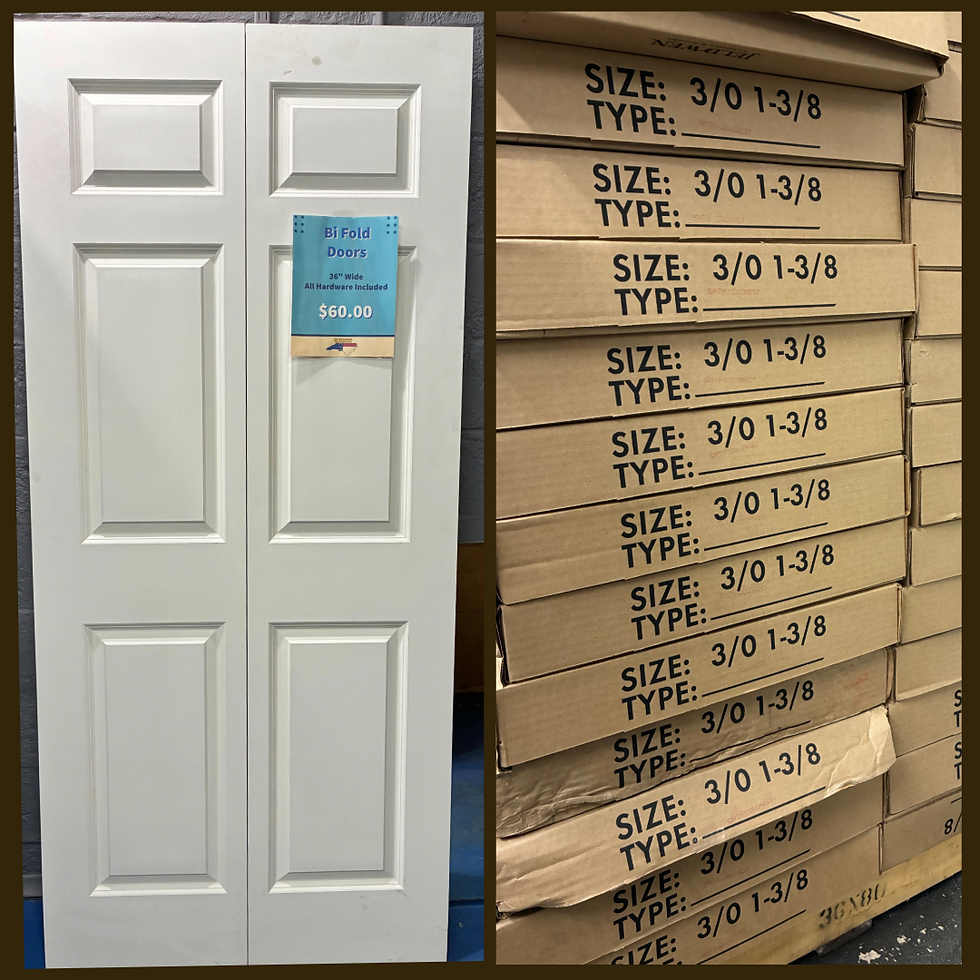 Bi Fold
Doors
36" Wide
All Hardware Included
$60.00
JELD WEN
SIZE: 3/0 1-3/8
TYPE:
SIZE: 3/0 1-3/8
TYPE:
SIZE: 3/0 1-3/8
TYPE:
SIZE: 3/0 1-3/8
TYPE:
SIZE: 3/0 1-3/8
TYPE:
SIZE: 3/0 1-3/8
TYPE:
SIZE: 3/0 1-3/8
TYPE:
SIZE: 3/0 1-3/8
TYPE:
SIZE: 3/0 1-3/8
TYPE:
SIZE: 3/0 1-3/8
TYPE:
SIZE: 3/0 1-3/8
TYPE:
SIZE: 3/0 1-3/8
SIZE:
S
T
S
T
8/
36X80